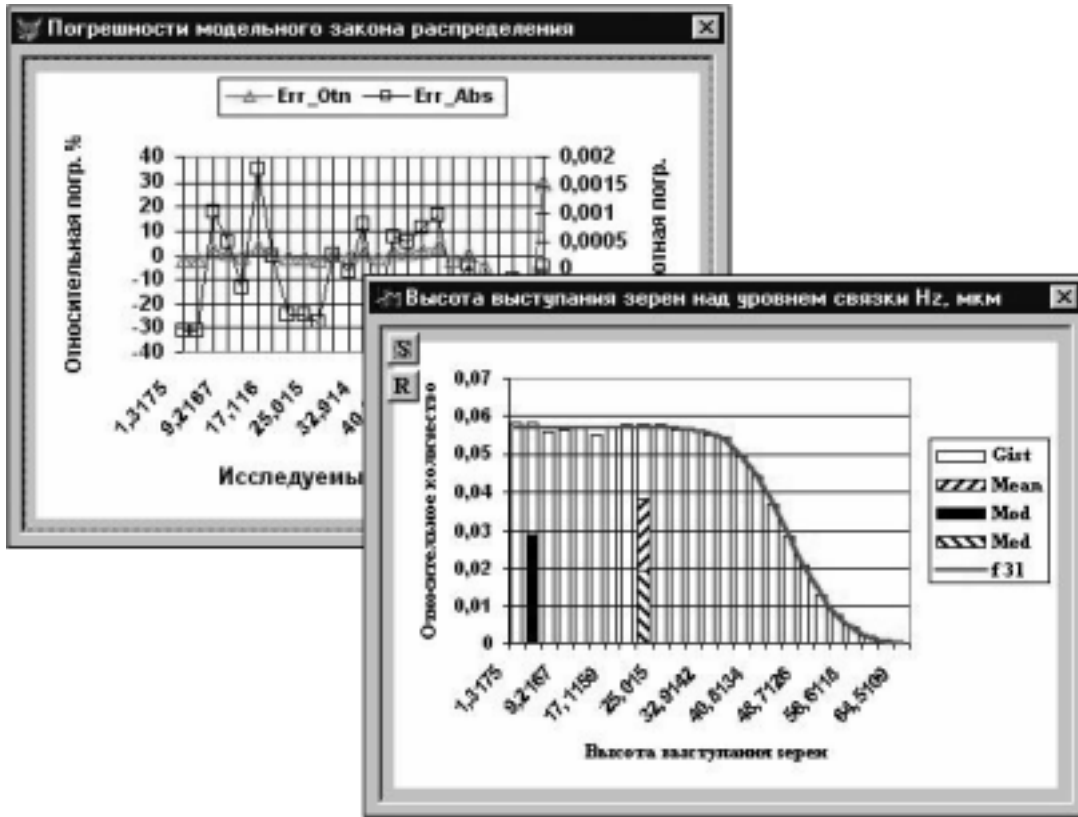 Погрешности модельного закона распределения
Err_Otn Err_Abs
Относительная погр. %
40
30
20
10
0
-10
-20
-30
-40
0,002
0,0015
0,001
0,0005
0
отная погр.
1,3175
9,2167
17,116
25,015
32,914
40,
Исследуемы
Высота выступания зерен над уровнем связки Hz, мкм
S
R
Относительное количество
0,07
0,06
0,05
0,04
0,03
0,02
0,01
0
1,3175
9,2167
17,1159
25,015
32,9142
40,8134
48,7126
56,6118
64,5109
Высота выступания зерен
Gist
Mean
Mod
Med
f31